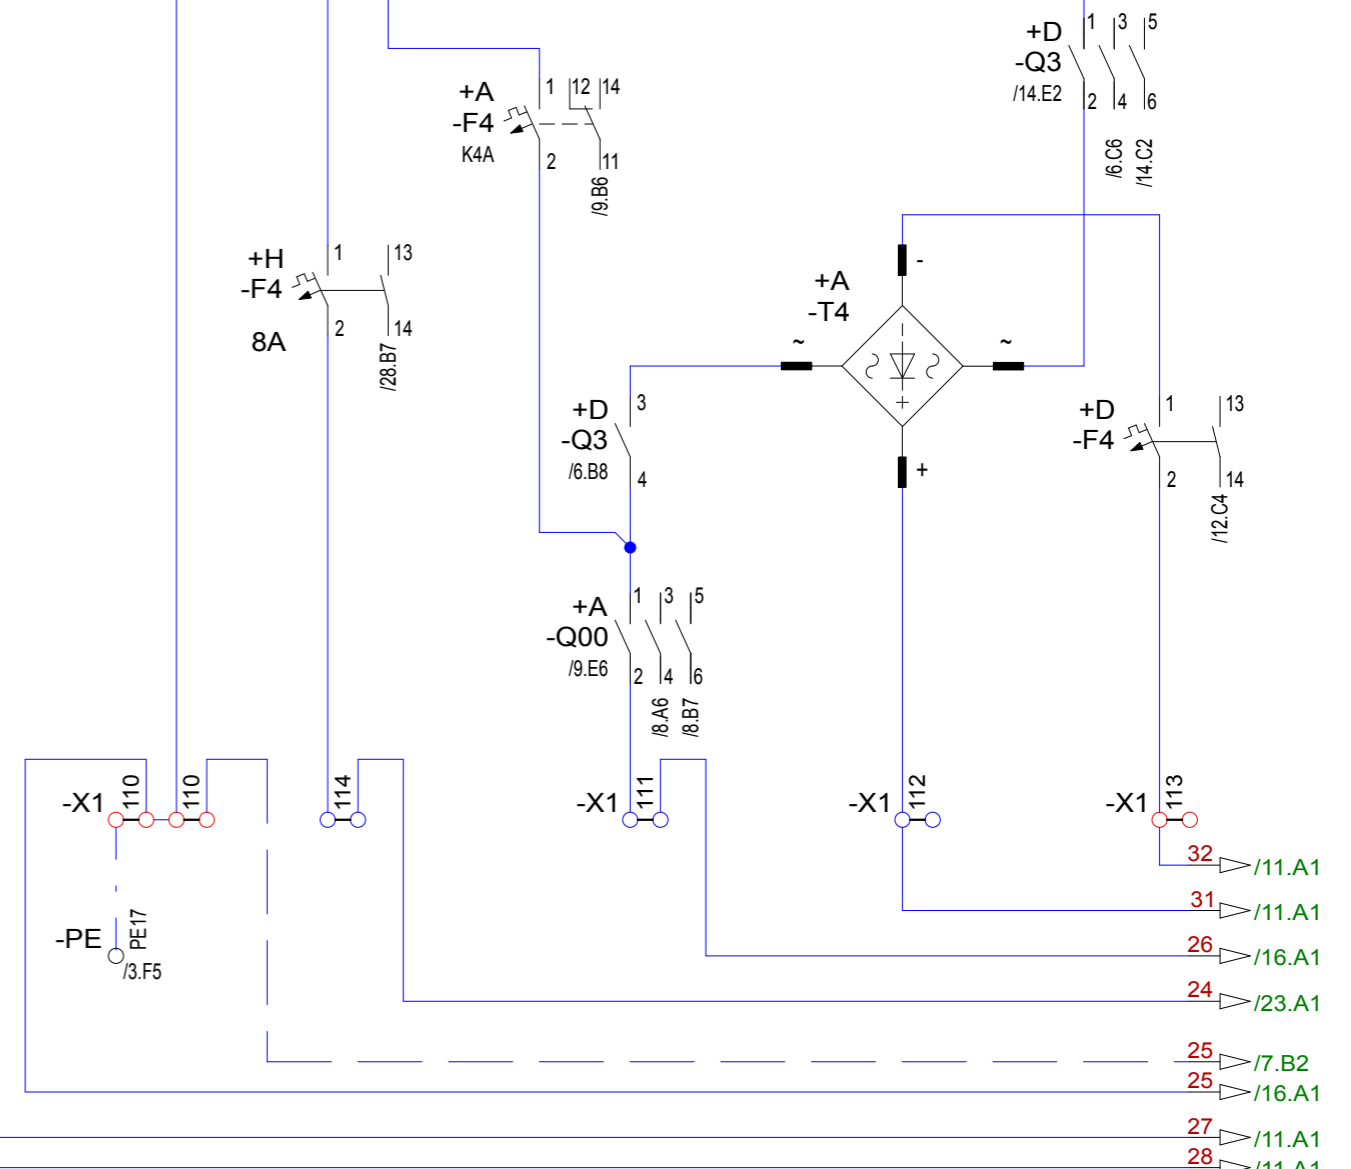 +D
-Q3
/14.E2
1 3 5
2 4 6
/6.C6
/14.C2
+A
-F4
K4A
1 12 14
2 11
/9.B6
+H
-F4
8A
1 13
2 14
/28.B7
+A
-T4
-
~
~
+
+
+D
-Q3
/6.B8
3
4
+D
-F4
1 13
2 14
/12.C4
+A
-Q00
/9.E6
1 3 5
2 4 6
/8.A6
/8.B7
-X1
110
110
114
-X1
111
-X1
112
-X1
113
32 /11.A1
31 /11.A1
-PE
PE17
/3.F5
26 /16.A1
24 /23.A1
25 /7.B2
25 /16.A1
27 /11.A1
28 /11.A1